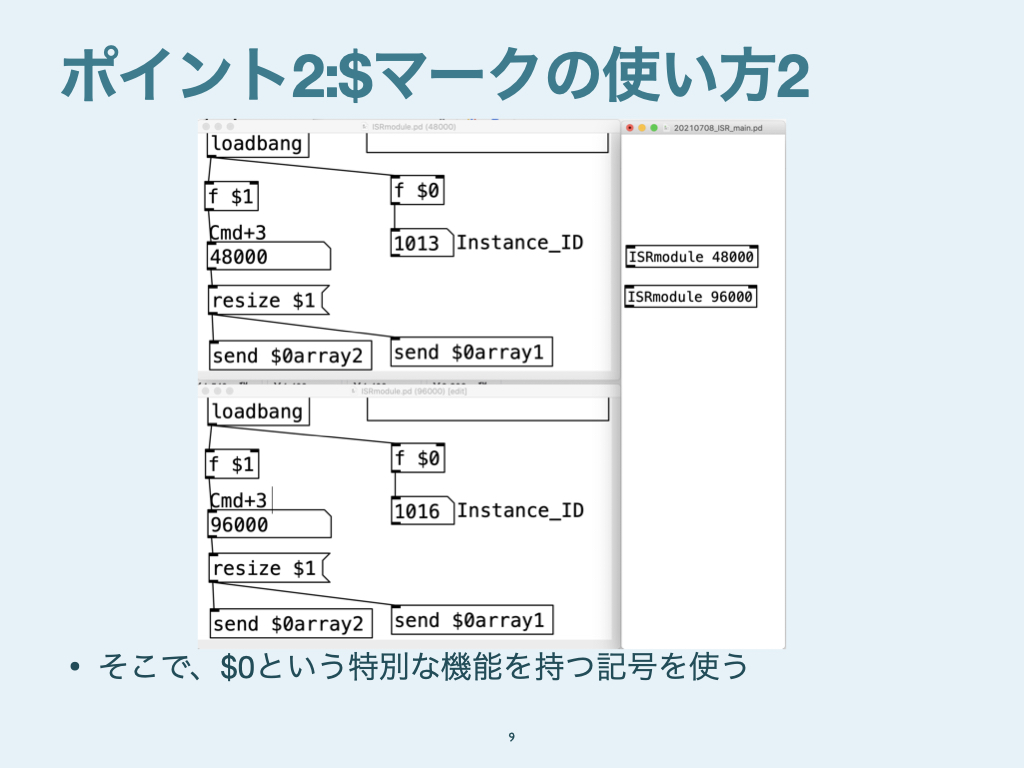 ポイント2:$マークの使い方2
ISRmodule.pd (48000)
loadbang
f $1
f $0
Cmd+3
48000
1013 Instance_ID
resize $1
send $0array2
send $0array1
20210708_ISR_main.pd
ISRmodule 48000
ISRmodule 96000
ISRmodule.pd (96000) [edit]
loadbang
f $1
f $0
Cmd+3
96000
1016 Instance_ID
resize $1
send $0array2
send $0array1
• そこで、$0という特別な機能を持つ記号を使う
9